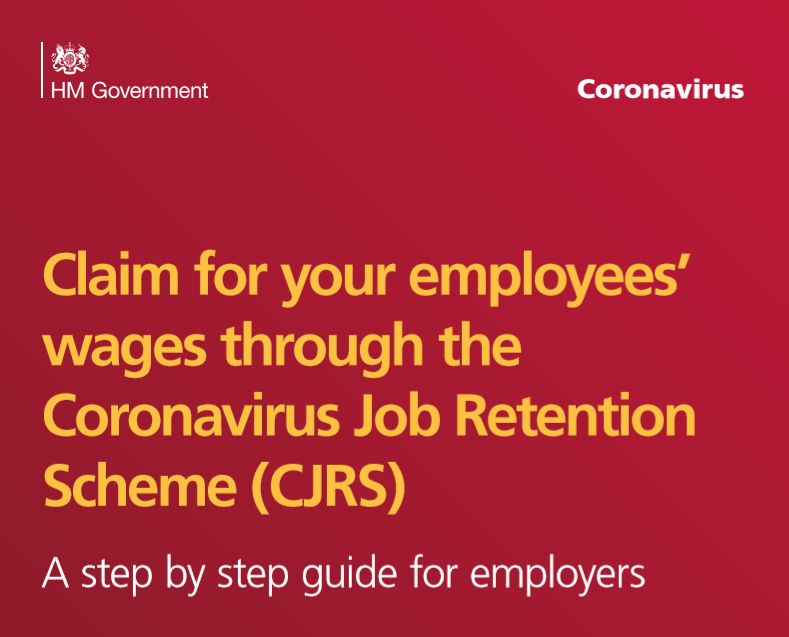 HM Government
Coronavirus
Claim for your employees’
wages through the
Coronavirus Job Retention
Scheme (CJRS)
A step by step guide for employers